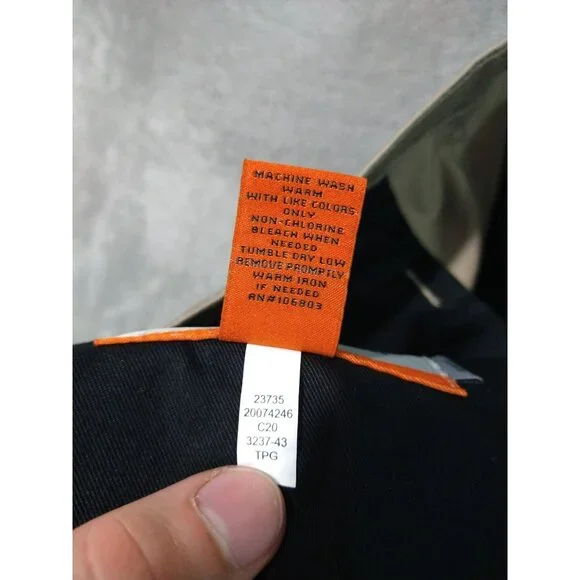 MACHINE WASH
WARM
WITH LIKE COLORS
ONLY
NON-CHLORINE
BLEACH WHEN
NEEDED
TUMBLE DRY LOW
REMOVE PROMPTLY
WARM IRON
IF NEEDED
RN#106803
23735
20074246
C20
3237-43
TPG